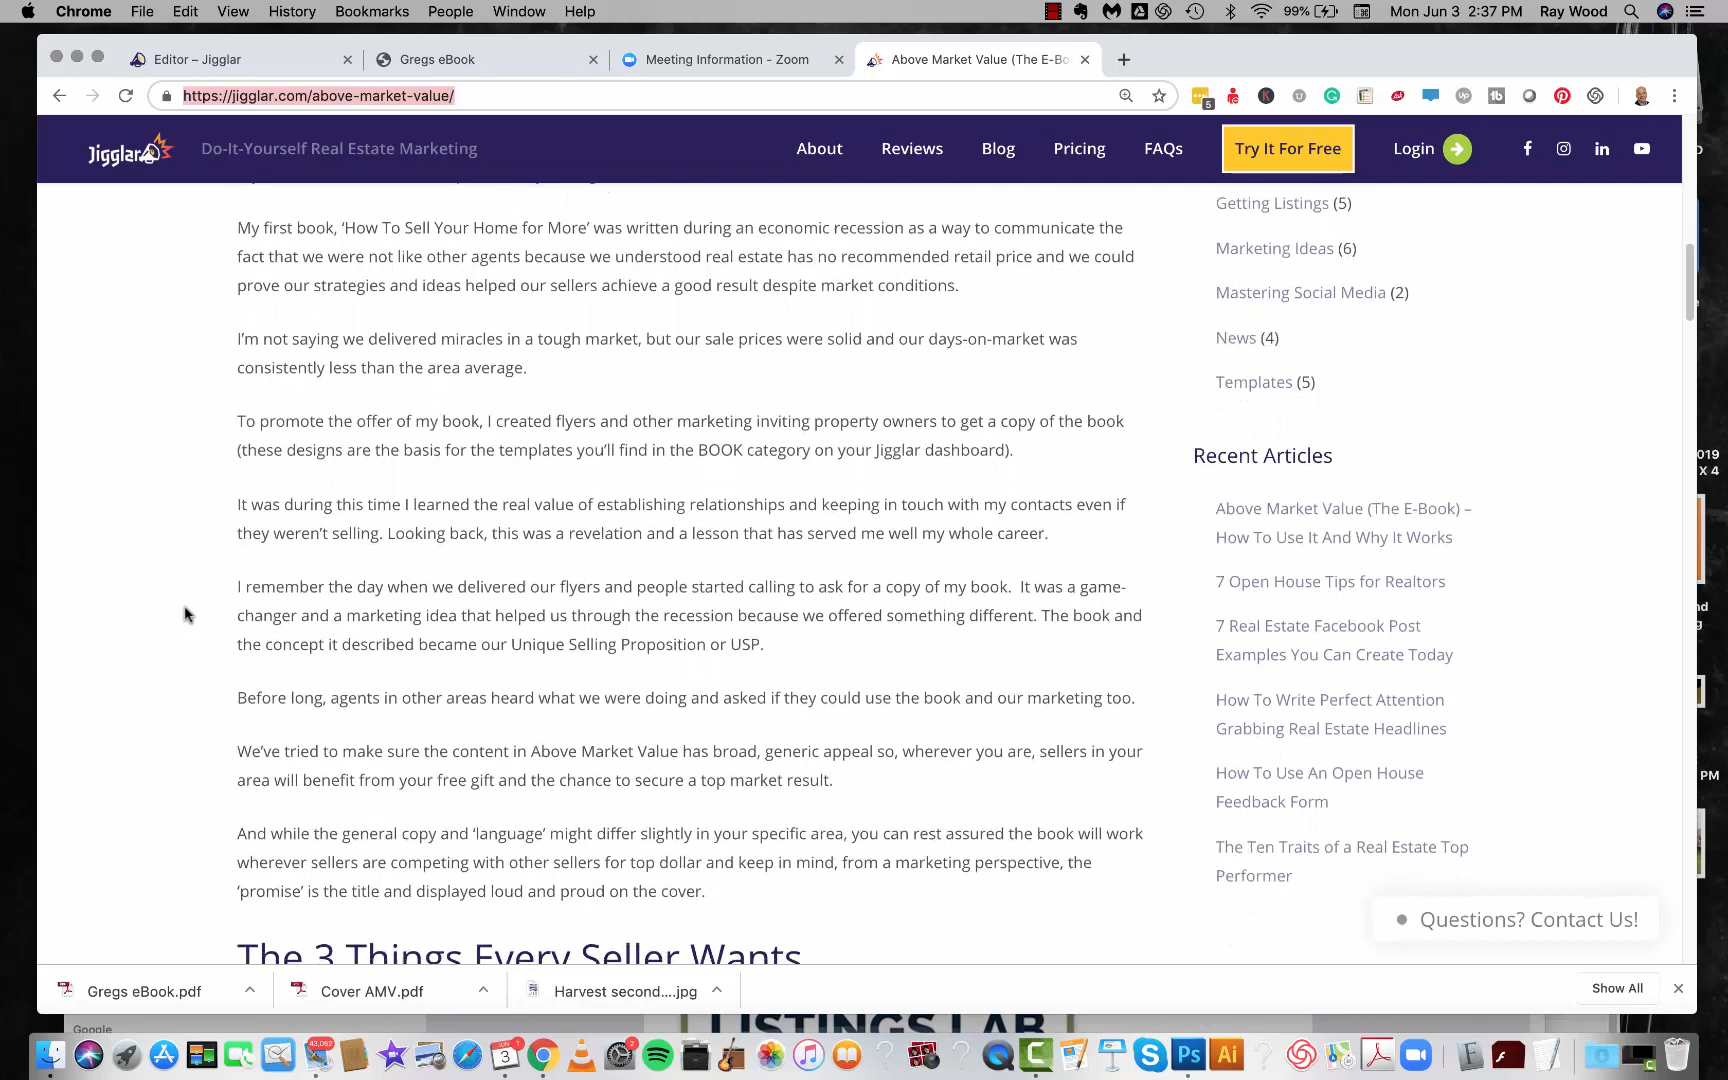 Chrome File Edit View History Bookmarks People Window Help 99% Mon Jun 3 2:37 PM Ray Wood
Editor – Jigglar Gregs eBook Meeting Information - Zoom Above Market Value (The E-Bo
https://jigglar.com/above-market-value/ 5
Jigglar Do-It-Yourself Real Estate Marketing About Reviews Blog Pricing FAQs Try It For Free Login
My first book, ‘How To Sell Your Home for More’ was written during an economic recession as a way to communicate the
fact that we were not like other agents because we understood real estate has no recommended retail price and we could
prove our strategies and ideas helped our sellers achieve a good result despite market conditions.
I’m not saying we delivered miracles in a tough market, but our sale prices were solid and our days-on-market was
consistently less than the area average.
To promote the offer of my book, I created flyers and other marketing inviting property owners to get a copy of the book
(these designs are the basis for the templates you’ll find in the BOOK category on your Jigglar dashboard).
It was during this time I learned the real value of establishing relationships and keeping in touch with my contacts even if
they weren’t selling. Looking back, this was a revelation and a lesson that has served me well my whole career.
I remember the day when we delivered our flyers and people started calling to ask for a copy of my book.  It was a game-
changer and a marketing idea that helped us through the recession because we offered something different. The book and
the concept it described became our Unique Selling Proposition or USP.
Before long, agents in other areas heard what we were doing and asked if they could use the book and our marketing too.
We’ve tried to make sure the content in Above Market Value has broad, generic appeal so, wherever you are, sellers in your
area will benefit from your free gift and the chance to secure a top market result.
And while the general copy and ‘language’ might differ slightly in your specific area, you can rest assured the book will work
wherever sellers are competing with other sellers for top dollar and keep in mind, from a marketing perspective, the
‘promise’ is the title and displayed loud and proud on the cover.
The 3 Things Every Seller Wants
Getting Listings (5)
Marketing Ideas (6)
Mastering Social Media (2)
News (4)
Templates (5)
Recent Articles
Above Market Value (The E-Book) –
How To Use It And Why It Works
7 Open House Tips for Realtors
7 Real Estate Facebook Post
Examples You Can Create Today
How To Write Perfect Attention
Grabbing Real Estate Headlines
How To Use An Open House
Feedback Form
The Ten Traits of a Real Estate Top
Performer
Questions? Contact Us!
019
X 4
nd
PM
Gregs eBook.pdf Cover AMV.pdf Harvest second....jpg Show All
Google
LISTINGS LAB
43,052
JUN 3
1
2
Ps Ai